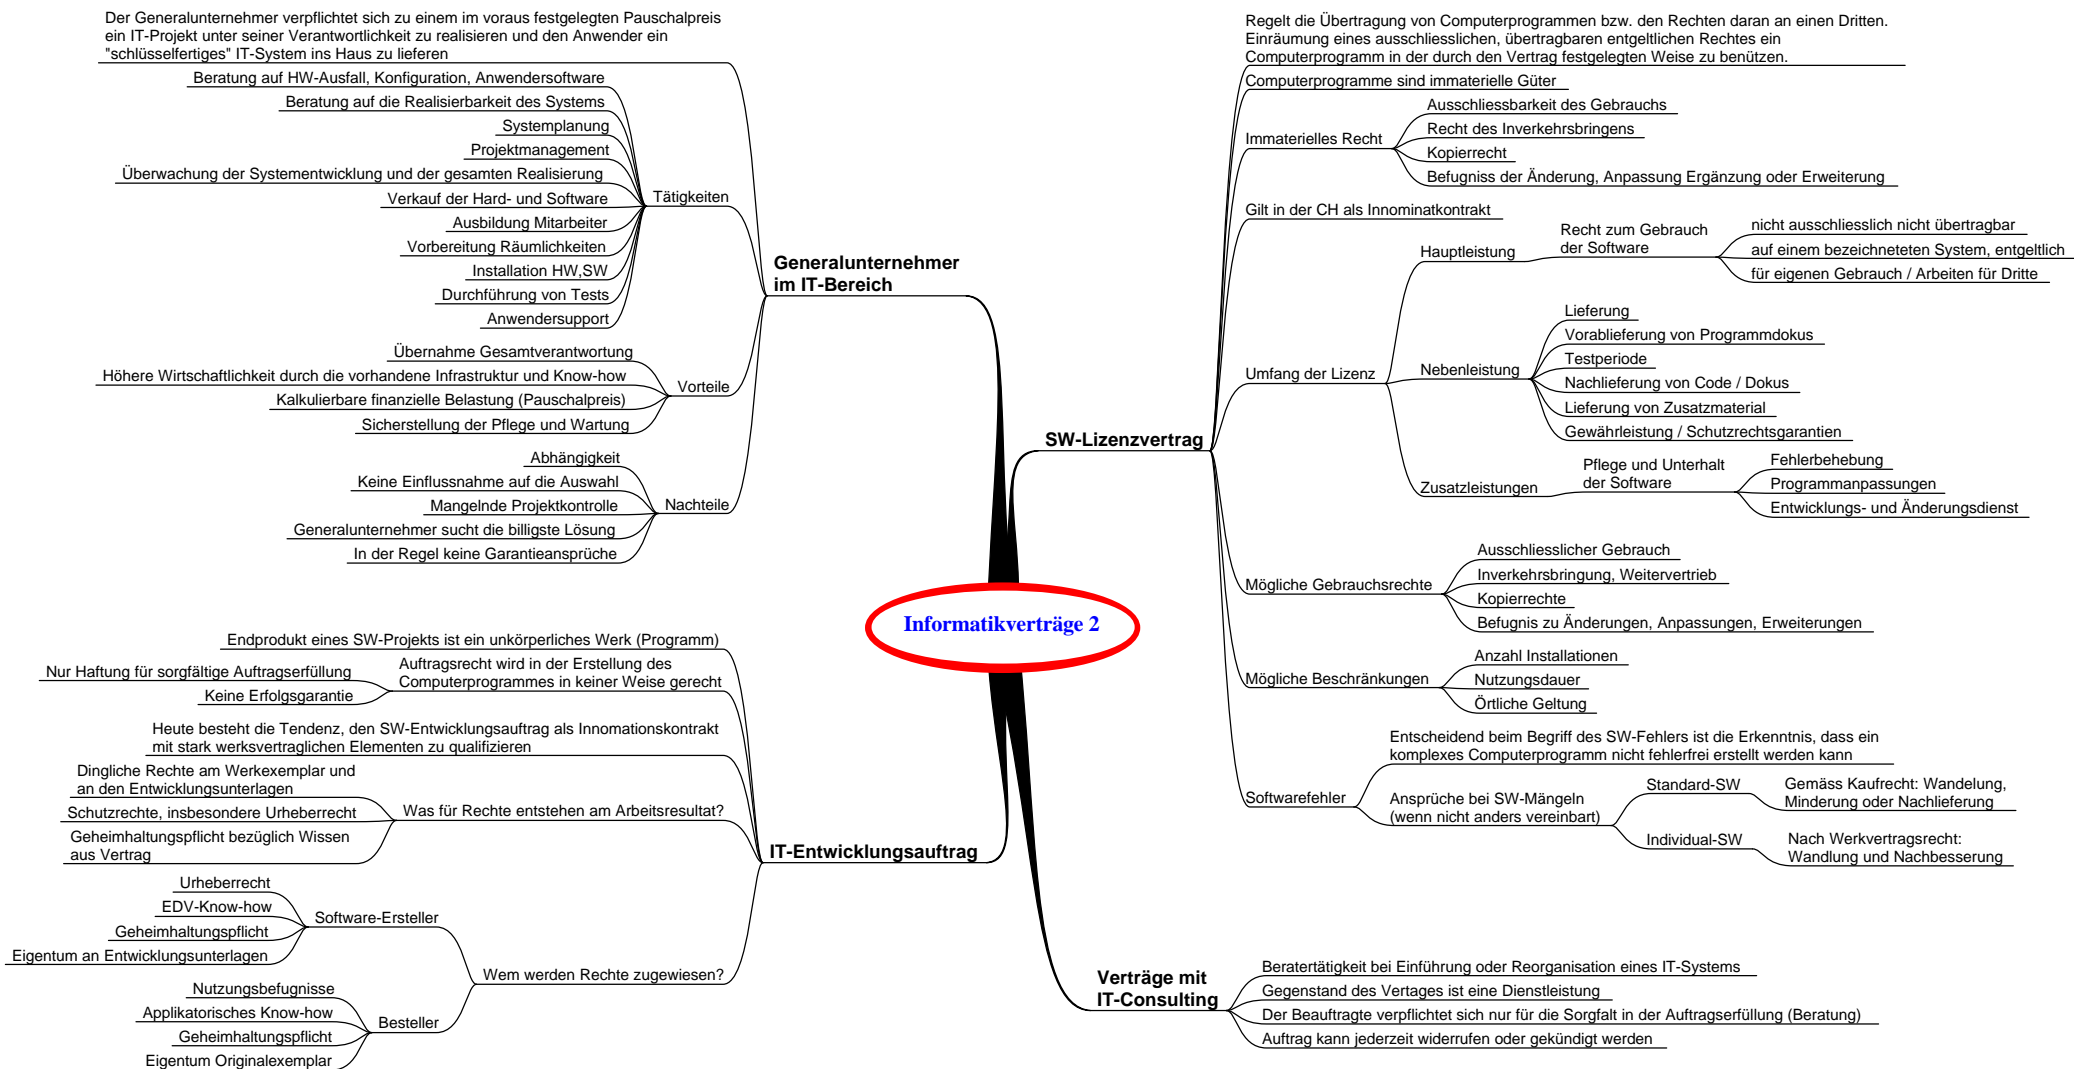 Der Generalunternehmer verpflichtet sich zu einem im voraus festgelegten Pauschalpreis
ein IT-Projekt unter seiner Verantwortlichkeit zu realisieren und den Anwender ein
"schlüsselfertiges" IT-System ins Haus zu lieferen
Beratung auf HW-Ausfall, Konfiguration, Anwendersoftware
Beratung auf die Realisierbarkeit des Systems
Systemplanung
Projektmanagement
Überwachung der Systementwicklung und der gesamten Realisierung
Verkauf der Hard- und Software
Ausbildung Mitarbeiter
Vorbereitung Räumlichkeiten
Installation HW,SW
Durchführung von Tests
Anwendersupport
Tätigkeiten
Übernahme Gesamtverantwortung
Höhere Wirtschaftlichkeit durch die vorhandene Infrastruktur und Know-how
Kalkulierbare finanzielle Belastung (Pauschalpreis)
Sicherstellung der Pflege und Wartung
Vorteile
Abhängigkeit
Keine Einflussnahme auf die Auswahl
Mangelnde Projektkontrolle
Generalunternehmer sucht die billigste Lösung
In der Regel keine Garantieansprüche
Nachteile
Generalunternehmer
im IT-Bereich
Endprodukt eines SW-Projekts ist ein unkörperliches Werk (Programm)
Nur Haftung für sorgfältige Auftragserfüllung
Keine Erfolgsgarantie
Auftragsrecht wird in der Erstellung des
Computerprogrammes in keiner Weise gerecht
Heute besteht die Tendenz, den SW-Entwicklungsauftrag als Innomationskontrakt
mit stark werksvertraglichen Elementen zu qualifizieren
Dingliche Rechte am Werkexemplar und
an den Entwicklungsunterlagen
Schutzrechte, insbesondere Urheberrecht
Geheimhaltungspflicht bezüglich Wissen
aus Vertrag
Was für Rechte entstehen am Arbeitsresultat?
Urheberrecht
EDV-Know-how
Geheimhaltungspflicht
Eigentum an Entwicklungsunterlagen
Software-Ersteller
Nutzungsbefugnisse
Applikatorisches Know-how
Geheimhaltungspflicht
Eigentum Originalexemplar
Besteller
Wem werden Rechte zugewiesen?
IT-Entwicklungsauftrag
Informatikverträge 2
SW-Lizenzvertrag
Regelt die Übertragung von Computerprogrammen bzw. den Rechten daran an einen Dritten.
Einräumung eines ausschliesslichen, übertragbaren entgeltlichen Rechtes ein
Computerprogramm in der durch den Vertrag festgelegten Weise zu benützen.
Computerprogramme sind immaterielle Güter
Immaterielles Recht
Ausschliessbarkeit des Gebrauchs
Recht des Inverkehrsbringens
Kopierrecht
Befugniss der Änderung, Anpassung Ergänzung oder Erweiterung
Gilt in der CH als Innominatkontrakt
Umfang der Lizenz
Hauptleistung
Recht zum Gebrauch
der Software
nicht ausschliesslich nicht übertragbar
auf einem bezeichneteten System, entgeltlich
für eigenen Gebrauch / Arbeiten für Dritte
Nebenleistung
Lieferung
Vorablieferung von Programmdokus
Testperiode
Nachlieferung von Code / Dokus
Lieferung von Zusatzmaterial
Gewährleistung / Schutzrechtsgarantien
Zusatzleistungen
Pflege und Unterhalt
der Software
Fehlerbehebung
Programmanpassungen
Entwicklungs- und Änderungsdienst
Mögliche Gebrauchsrechte
Ausschliesslicher Gebrauch
Inverkehrsbringung, Weitervertrieb
Kopierrechte
Befugnis zu Änderungen, Anpassungen, Erweiterungen
Mögliche Beschränkungen
Anzahl Installationen
Nutzungsdauer
Örtliche Geltung
Softwarefehler
Entscheidend beim Begriff des SW-Fehlers ist die Erkenntnis, dass ein
komplexes Computerprogramm nicht fehlerfrei erstellt werden kann
Ansprüche bei SW-Mängeln
(wenn nicht anders vereinbart)
Standard-SW
Gemäss Kaufrecht: Wandelung,
Minderung oder Nachlieferung
Individual-SW
Nach Werkvertragsrecht:
Wandlung und Nachbesserung
Verträge mit
IT-Consulting
Beratertätigkeit bei Einführung oder Reorganisation eines IT-Systems
Gegenstand des Vertages ist eine Dienstleistung
Der Beauftragte verpflichtet sich nur für die Sorgfalt in der Auftragserfüllung (Beratung)
Auftrag kann jederzeit widerrufen oder gekündigt werden